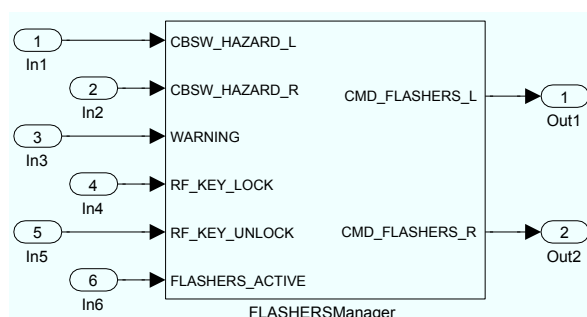 1
CBSW_HAZARD_L
In1
2
CBSW_HAZARD_R
In2
CMD_FLASHERS_L
1
Out1
3
WARNING
In3
4
RF_KEY_LOCK
In4
5
RF_KEY_UNLOCK
In5
CMD_FLASHERS_R
2
Out2
6
FLASHERS_ACTIVE
In6
FLASHERSManager